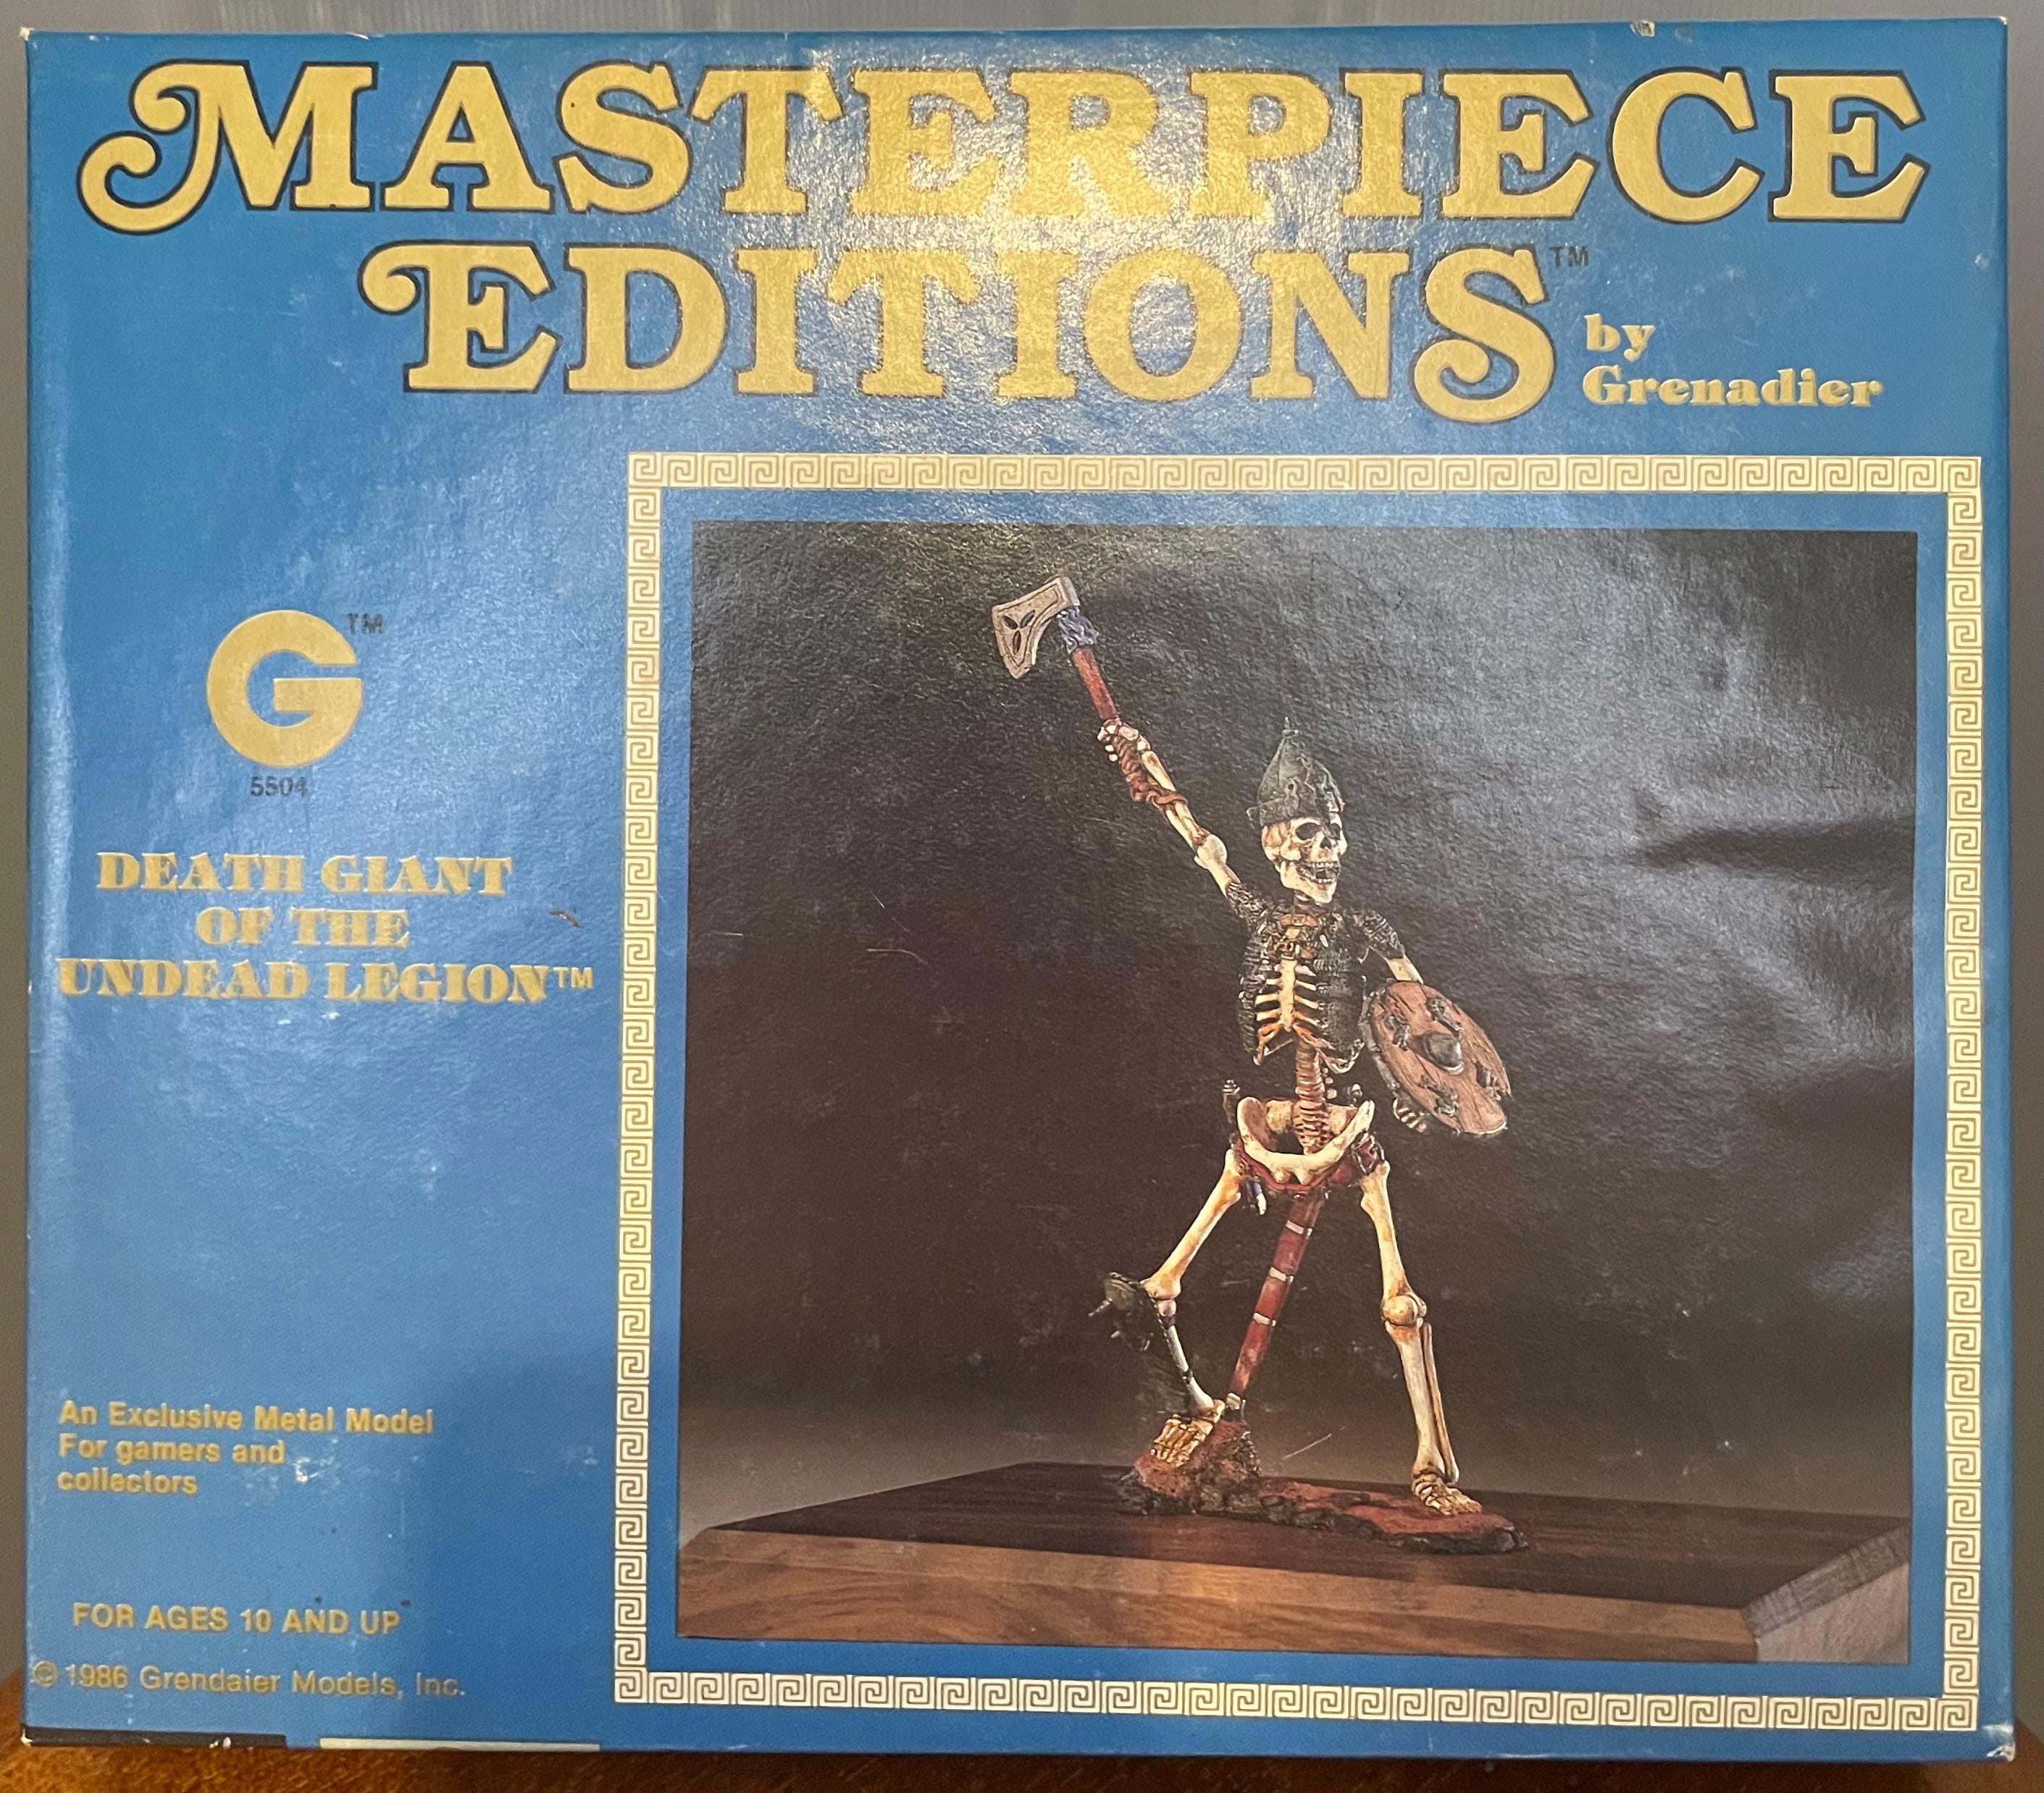 MASTERPIECE
EDITIONS™
by
Grenadier
G™
5504
DEATH GIANT
OF THE
UNDEAD LEGION™
An Exclusive Metal Model
For gamers and
collectors
FOR AGES 10 AND UP
© 1986 Grendaier Models, Inc.